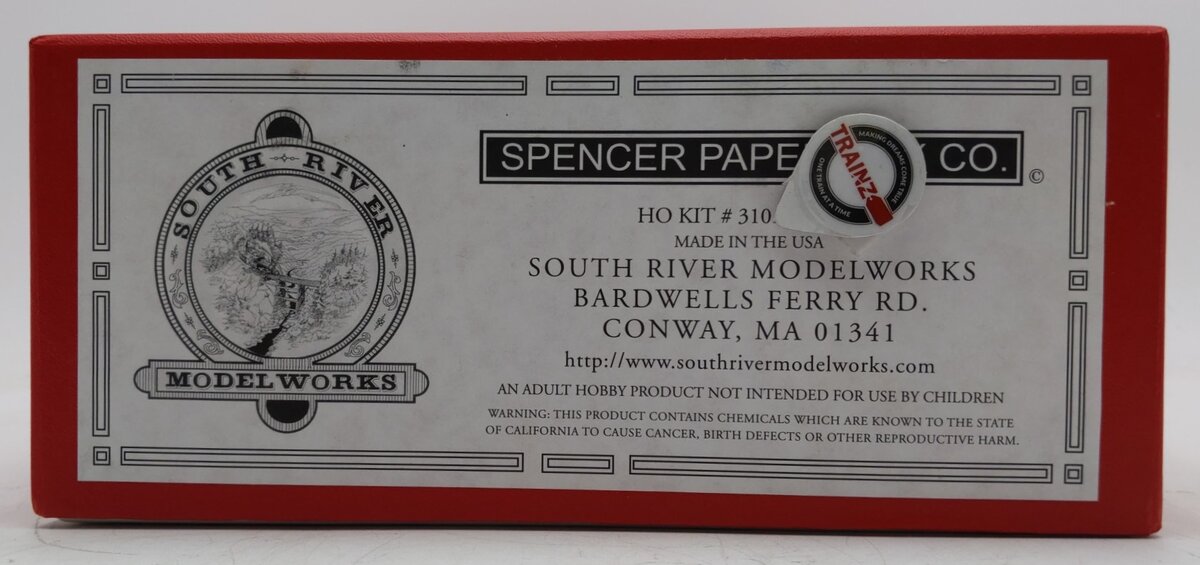 SOUTH RIVER
MODELWORKS
SPENCER CO.
©
TRAINZ
MAKING DREAMS COME TRUE
ONE TRAIN AT A TIME
HO KIT #
MADE IN THE USA
SOUTH RIVER MODELWORKS
BARDWELLS FERRY RD.
CONWAY, MA 01341
http://www.southrivermodelworks.com
AN ADULT HOBBY PRODUCT NOT INTENDED FOR USE BY CHILDREN
WARNING: THIS PRODUCT CONTAINS CHEMICALS WHICH ARE KNOWN TO THE STATE
OF CALIFORNIA TO CAUSE CANCER, BIRTH DEFECTS OR OTHER REPRODUCTIVE HARM.